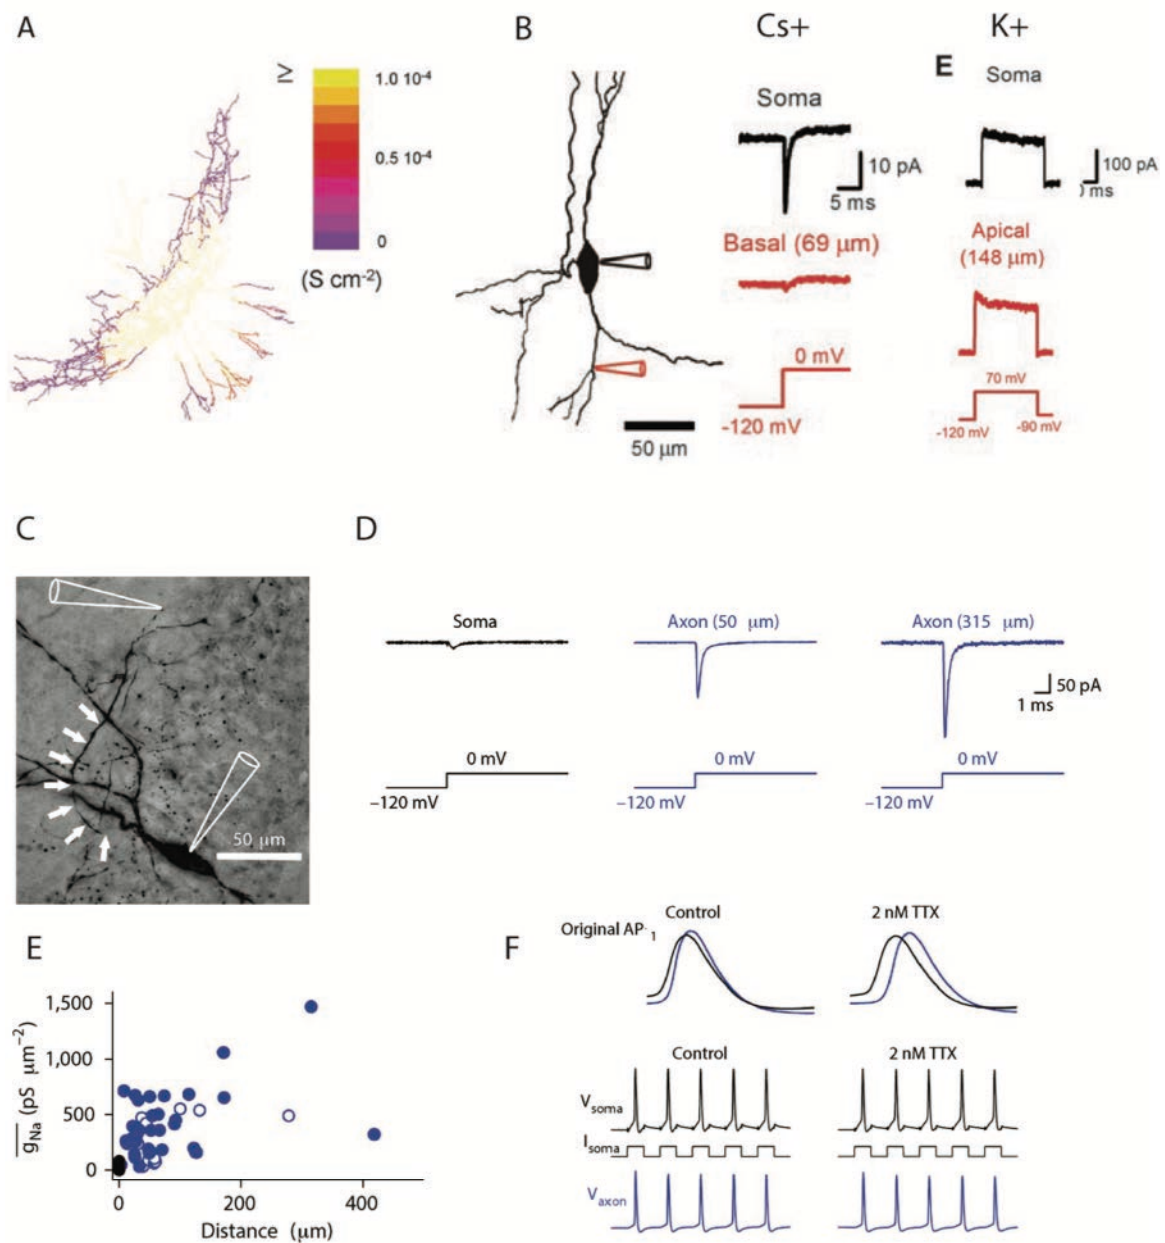 A
≥
1.0 10-4
0.5 10-4
0
(S cm-2)
B
50 µm
Cs+
Soma
10 pA
5 ms
Basal (69 µm)
0 mV
-120 mV
K+
E
Soma
100 pA
0 ms
Apical
(148 µm)
70 mV
-120 mV
-90 mV
C
50 µm
D
Soma
Axon (50 µm)
Axon (315 µm)
50 pA
1 ms
0 mV
–120 mV
0 mV
–120 mV
0 mV
–120 mV
E
1,500
1,000
500
0
gNa (pS µm–2)
0
200
400
Distance (µm)
F
Control
2 nM TTX
Original AP-1
Control
2 nM TTX
Vsoma
Isoma
Vaxon